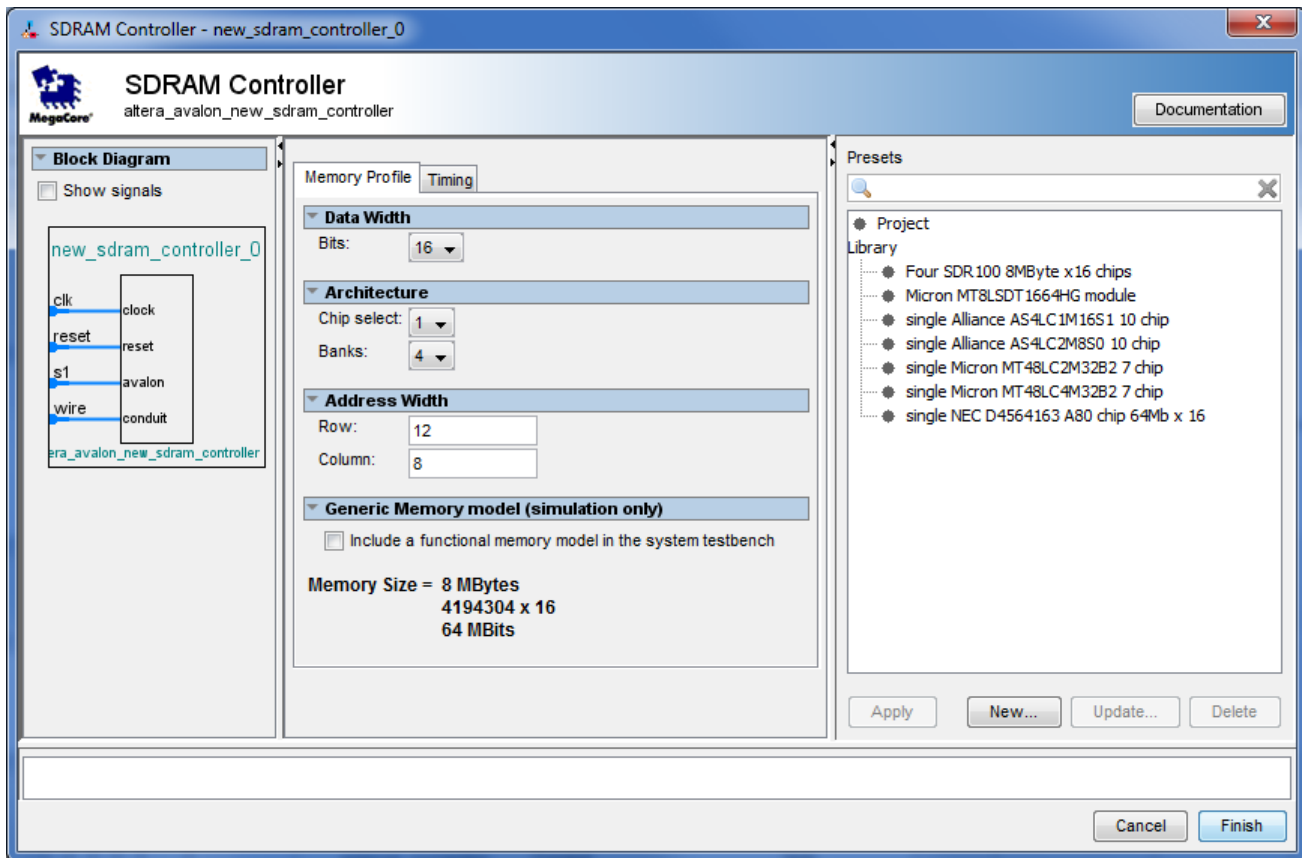 SDRAM Controller - new_sdram_controller_0
SDRAM Controller
altera_avalon_new_sdram_controller
MegaCore®
Documentation
Block Diagram
Show signals
new_sdram_controller_0
clk
clock
reset
reset
s1
avalon
wire
conduit
era_avalon_new_sdram_controller
Memory Profile
Timing
Data Width
Bits: 16
Architecture
Chip select: 1
Banks: 4
Address Width
Row: 12
Column: 8
Generic Memory model (simulation only)
Include a functional memory model in the system testbench
Memory Size = 8 MBytes
4194304 x 16
64 MBits
Presets
Project
Library
Four SDR100 8MByte x16 chips
Micron MT8LSDT1664HG module
single Alliance AS4LC1M16S1 10 chip
single Alliance AS4LC2M8S0 10 chip
single Micron MT48LC2M32B2 7 chip
single Micron MT48LC4M32B2 7 chip
single NEC D4564163 A80 chip 64Mb x 16
Apply
New...
Update...
Delete
Cancel
Finish